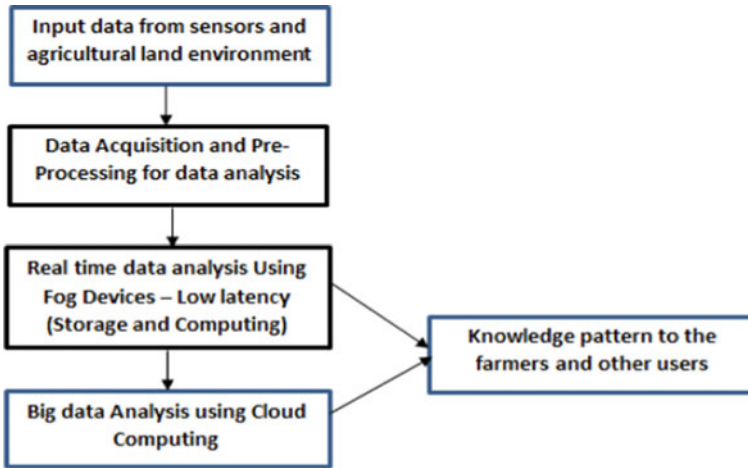 Input data from sensors and
agricultural land environment
Data Acquisition and Pre-
Processing for data analysis
Real time data analysis Using
Fog Devices – Low latency
(Storage and Computing)
Knowledge pattern to the
farmers and other users
Big data Analysis using Cloud
Computing